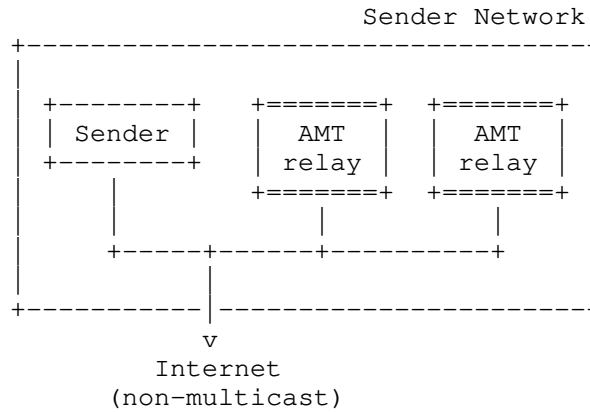 Sender Network
Sender AMT AMT
relay relay
Internet
(non-multicast)